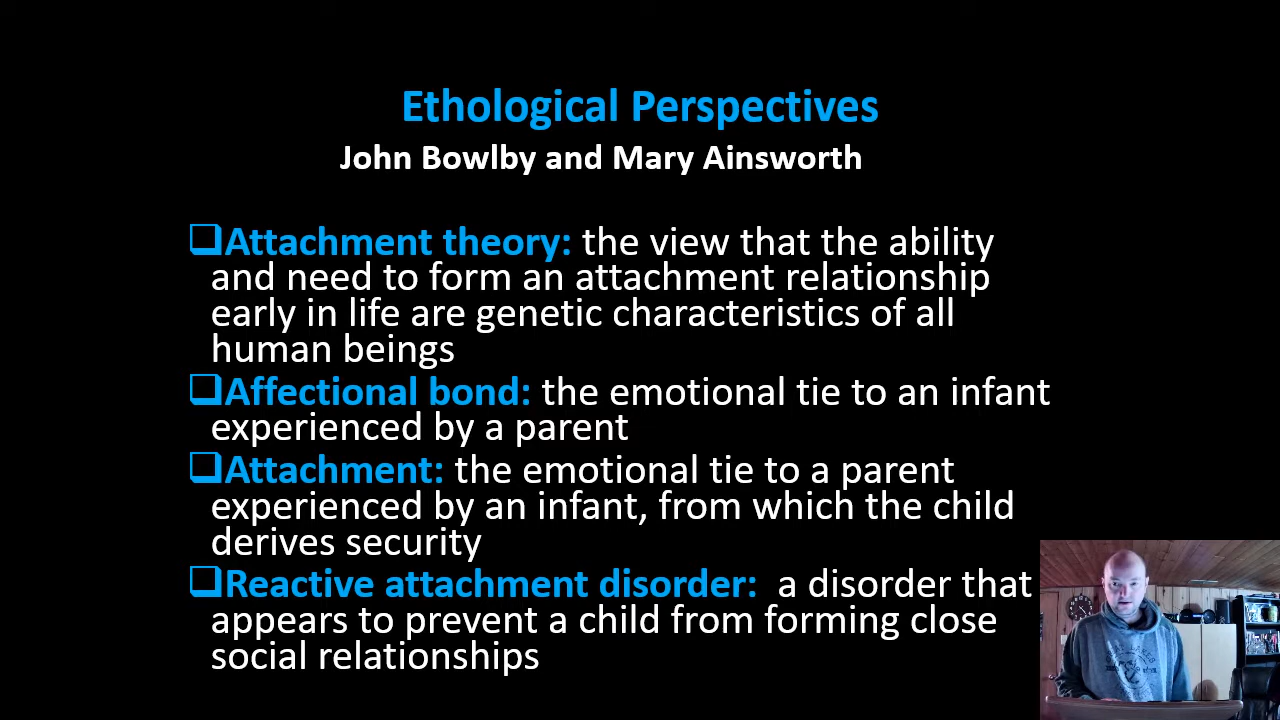 Ethological Perspectives
John Bowlby and Mary Ainsworth
❑Attachment theory: the view that the ability
and need to form an attachment relationship
early in life are genetic characteristics of all
human beings
❑Affectional bond: the emotional tie to an infant
experienced by a parent
❑Attachment: the emotional tie to a parent
experienced by an infant, from which the child
derives security
❑Reactive attachment disorder: a disorder that
appears to prevent a child from forming close
social relationships